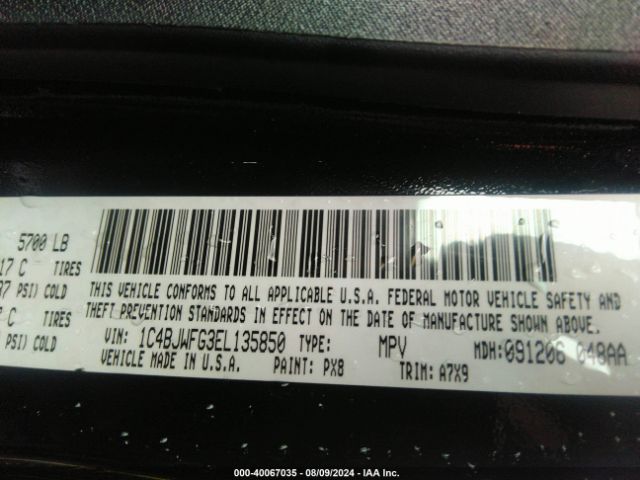 5700 LB
17 C TIRES
37 PSI) COLD
C TIRES
PSI) COLD
THIS VEHICLE CONFORMS TO ALL APPLICABLE U.S.A. FEDERAL MOTOR VEHICLE SAFETY AND
THEFT PREVENTION STANDARDS IN EFFECT ON THE DATE OF MANUFACTURE SHOWN ABOVE.
VIN: 1C4BJWFG3EL135850 TYPE: MPV MDH:091206 048AA
VEHICLE MADE IN U.S.A. PAINT: PX8 TRIM: A7X9
000-40067035 - 08/09/2024 - IAA Inc.